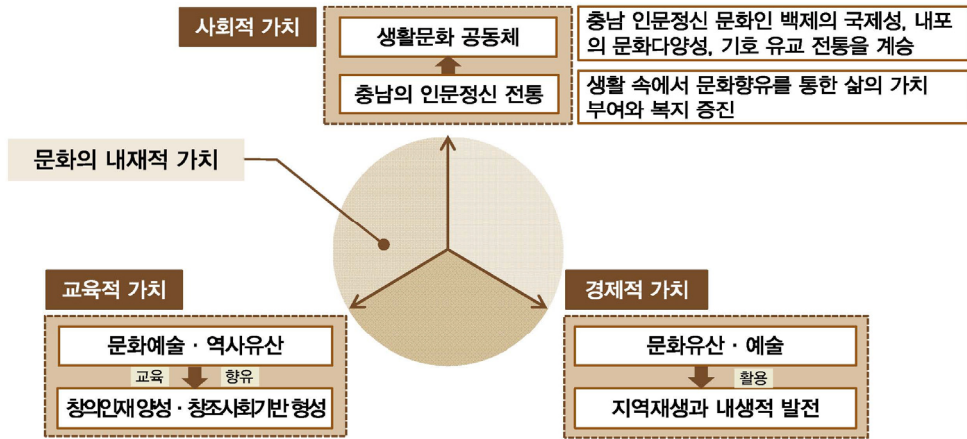 사회적 가치
생활문화 공동체
충남의 인문정신 전통
충남 인문정신 문화인 백제의 국제성, 내포
의 문화다양성, 기호 유교 전통을 계승
생활 속에서 문화향유를 통한 삶의 가치
부여와 복지 증진
문화의 내재적 가치
교육적 가치
문화예술 · 역사유산
교육 향유
창의인재 양성 · 창조사회기반 형성
경제적 가치
문화유산 · 예술
활용
지역재생과 내생적 발전